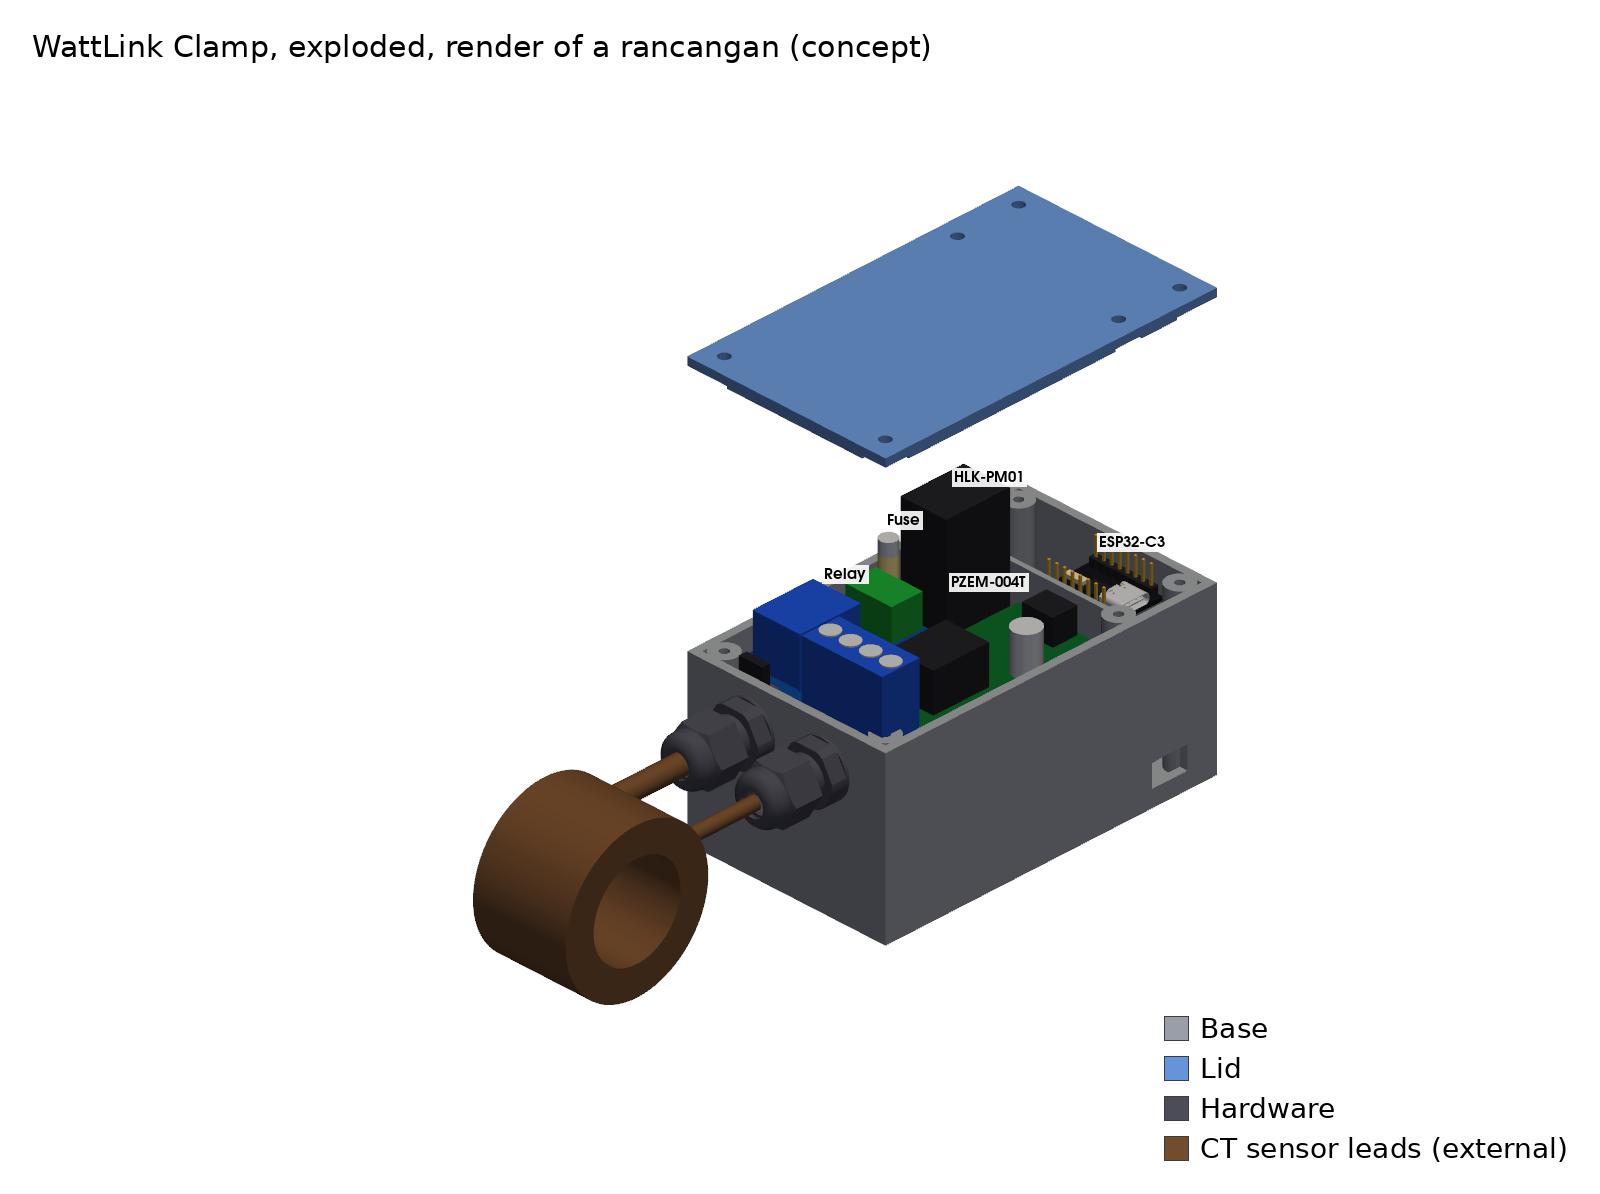 WattLink Clamp, exploded, render of a rancangan (concept)
HLK-PM01
Fuse
ESP32-C3
Relay
PZEM-004T
Base
Lid
Hardware
CT sensor leads (external)